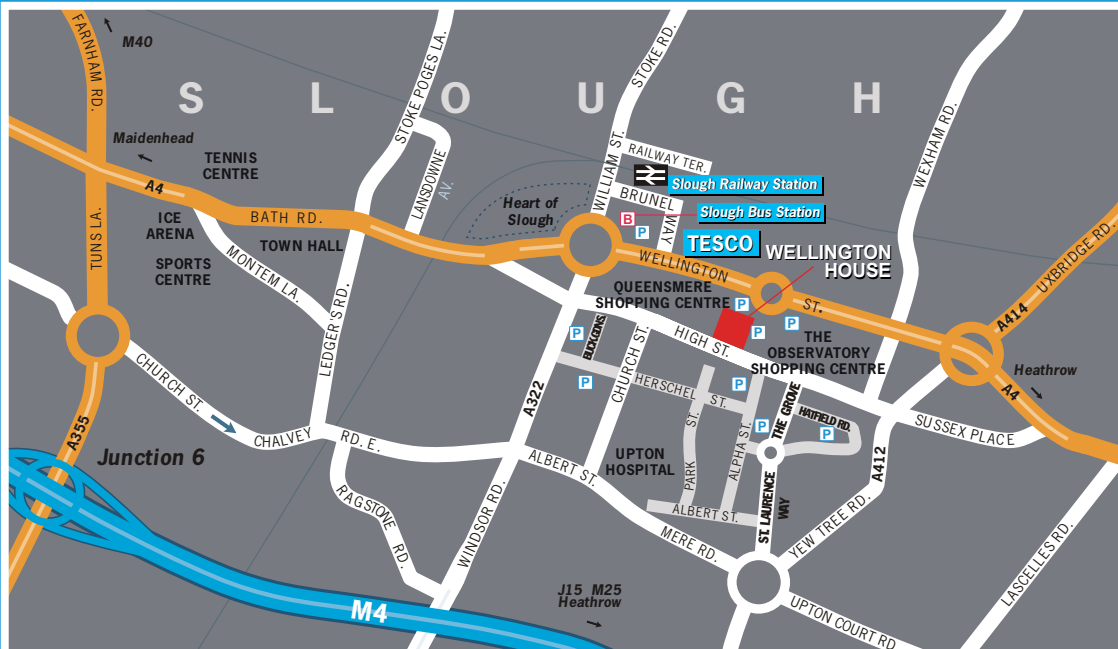 FARNHAM RD.
M40
S L O U G H
STOKE POGES LA.
STOKE RD.
WEXHAM RD.
Maidenhead
A4
TENNIS
CENTRE
LANSDOWNE
AV.
WILLIAM ST.
RAILWAY TER.
Slough Railway Station
BRUNEL
WAY
B
Slough Bus Station
P
TESCO
Heart of
Slough
TUNS LA.
ICE
ARENA
BATH RD.
TOWN HALL
SPORTS
CENTRE
MONTEM LA.
WELLINGTON
ST.
WELLINGTON
HOUSE
QUEENSMERE
SHOPPING CENTRE
P
P
P
UXBRIDGE RD.
A414
LEDGER'S RD.
P
BUCK.GDNS
CHURCH ST.
HIGH ST.
THE
OBSERVATORY
SHOPPING CENTRE
Heathrow
A4
CHURCH ST.
A322
P
HERSCHEL ST.
P
THE GROVE
HATFIELD RD.
P
P
SUSSEX PLACE
A355
CHALVEY RD. E.
Junction 6
ALBERT ST.
UPTON
HOSPITAL
PARK ST.
ALPHA ST.
A412
RAGSTONE RD.
WINDSOR RD.
ALBERT ST.
ST. LAURENCE
WAY
MERE RD.
YEW TREE RD.
LASCELLES RD.
M4
J15 M25
Heathrow
UPTON COURT RD